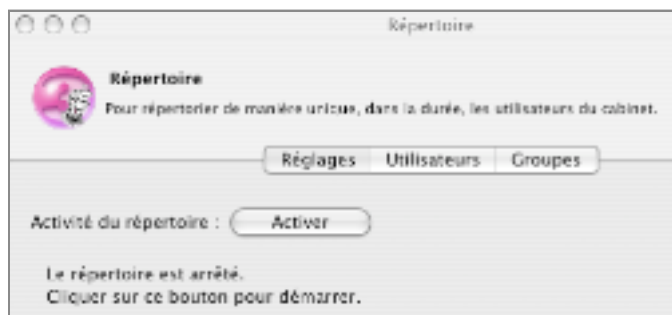 Répertoire
Répertoire
Pour répertorier de manière unique, dans la durée, les utilisateurs du cabinet.
Réglages Utilisateurs Groupes
Activité du répertoire : Activer
Le répertoire est arrêté.
Cliquer sur ce bouton pour démarrer.